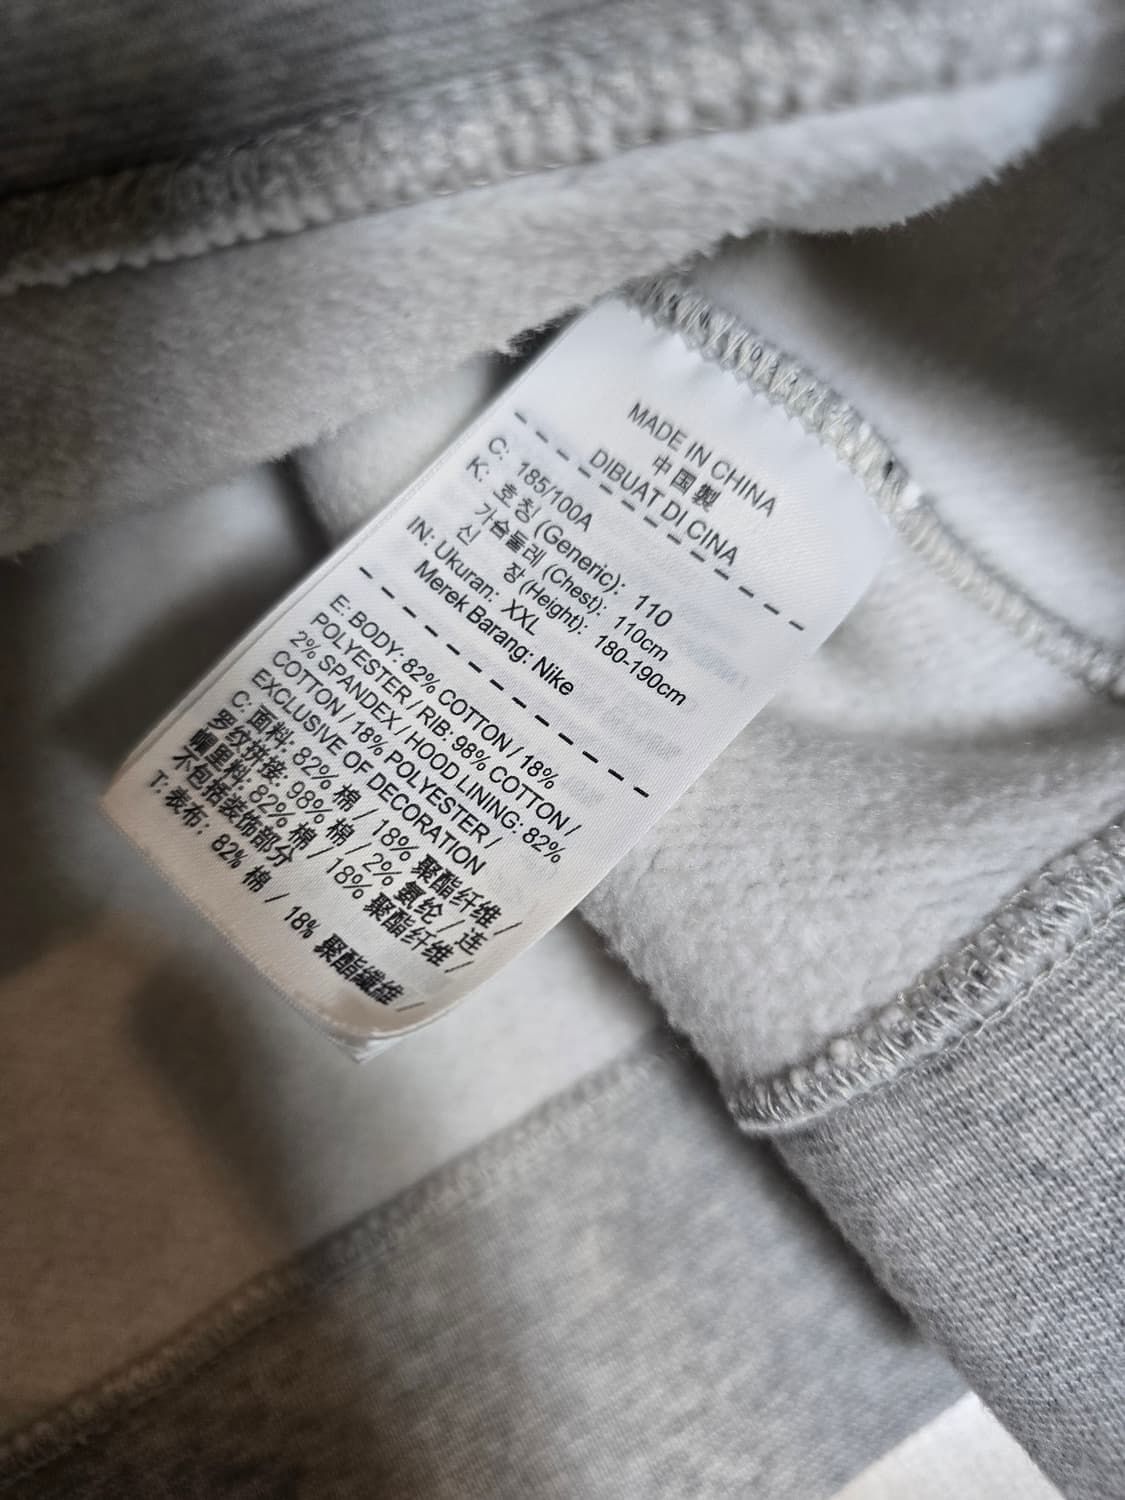 MADE IN CHINA
中国製
DIBUAT DI CINA
C: 185/100A
K: 호칭 (Generic): 110
가슴둘레 (Chest): 110cm
신 장 (Height): 180-190cm
IN: Ukuran: XXL
Merek Barang: Nike
E: BODY: 82% COTTON / 18%
POLYESTER / RIB: 98% COTTON /
2% SPANDEX / HOOD LINING: 82%
COTTON / 18% POLYESTER /
EXCLUSIVE OF DECORATION
C: 面料: 82% 棉 / 18% 聚酯纤维 /
罗纹拼接: 98% 棉 / 2% 氨纶 / 连
帽里料: 82% 棉 / 18% 聚酯纤维 /
不包括装饰部分
T: 表布: 82% 棉 / 18% 聚酯纖維 /